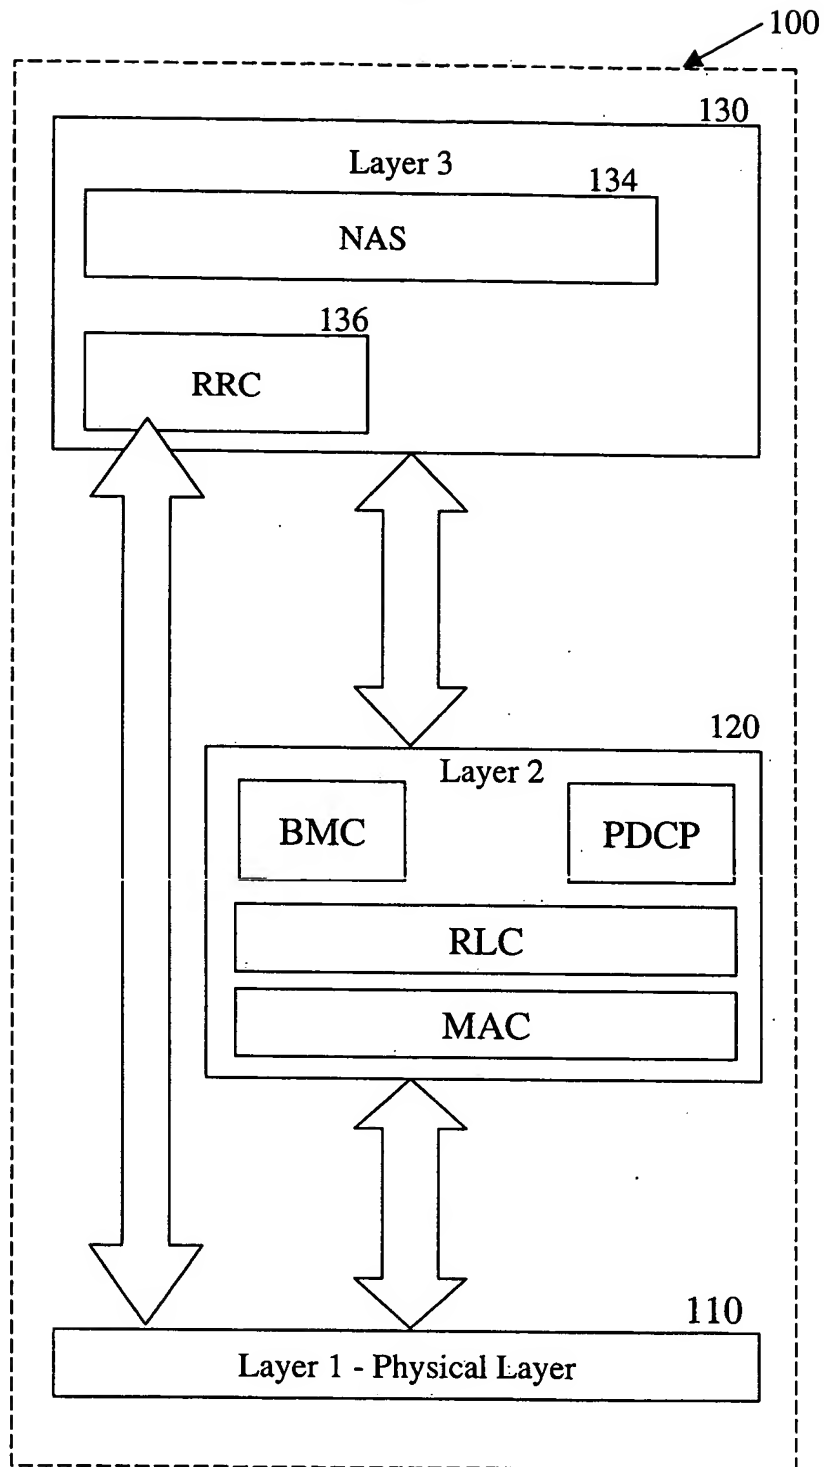 100
130
Layer 3
134
NAS
136
RRC
120
Layer 2
BMC
PDCP
RLC
MAC
110
Layer 1 - Physical Layer